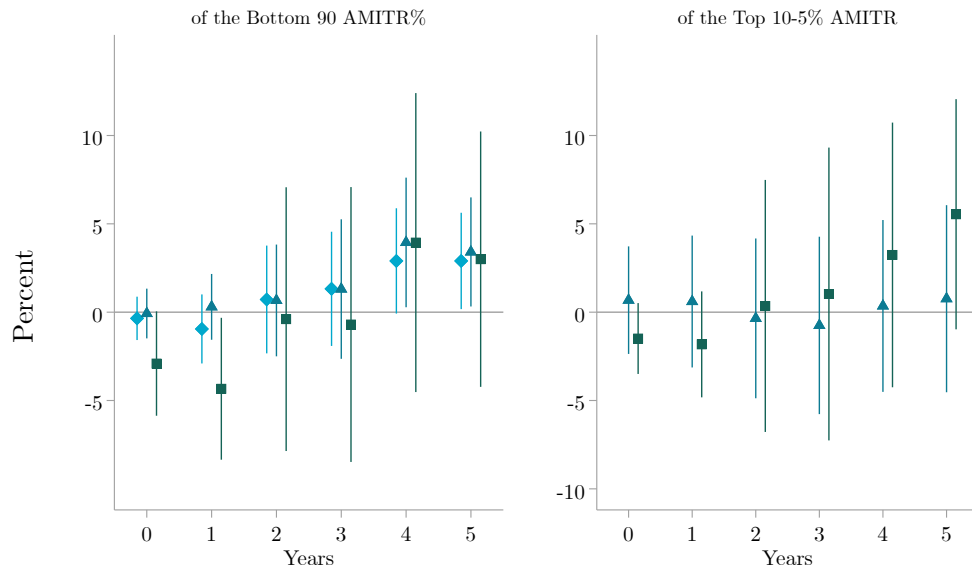 of the Bottom 90 AMITR%
10
5
0
-5
Percent
0 1 2 3 4 5
Years
of the Top 10-5% AMITR
10
5
0
-5
-10
0 1 2 3 4 5
Years